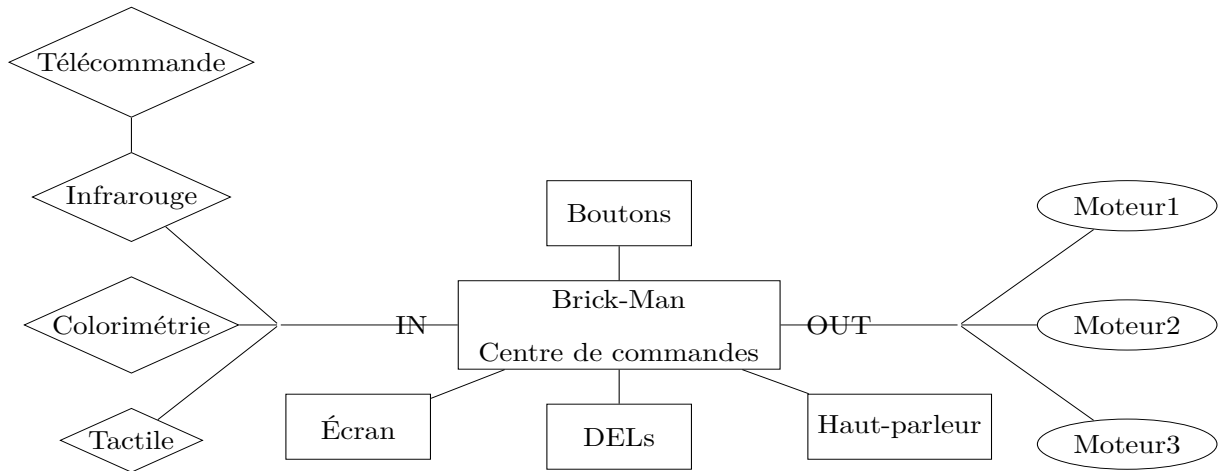 Télécommande
Infrarouge
Boutons
Moteur1
Brick-Man
Colorimétrie
IN
OUT
Moteur2
Centre de commandes
Tactile
Écran
DELs
Haut-parleur
Moteur3